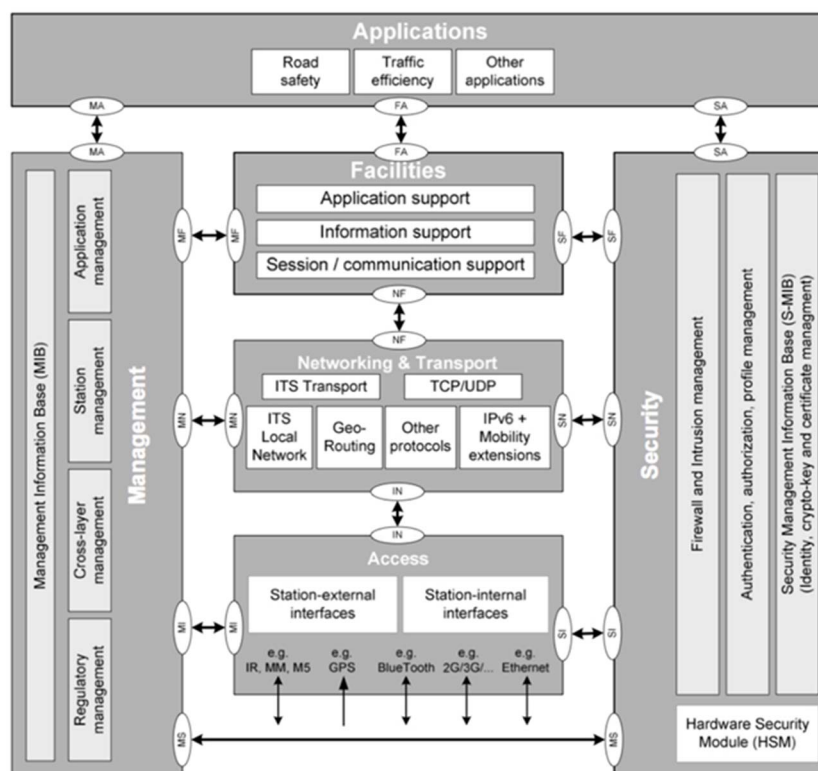 Applications
Road
safety
Traffic
efficiency
Other
applications
MA
FA
SA
MA
FA
SA
Management Information Base (MIB)
Application
management
Station
management
Cross-layer
management
Regulatory
management
Management
MF
MF
MN
MN
MI
MI
MS
Facilities
Application support
Information support
Session / communication support
NF
NF
Networking & Transport
ITS Transport
TCP/UDP
ITS
Local
Network
Geo-
Routing
Other
protocols
IPv6 +
Mobility
extensions
IN
IN
Access
Station-external
interfaces
Station-internal
interfaces
e.g.
IR, MM, M5
e.g.
GPS
e.g.
BlueTooth
e.g.
2G/3G/...
e.g.
Ethernet
SF
SF
SN
SN
SI
SI
MS
Security
Firewall and Intrusion management
Authentication, authorization, profile management
Security Management Information Base (S-MIB)
(Identity, crypto-key and certificate managment)
Hardware Security
Module (HSM)